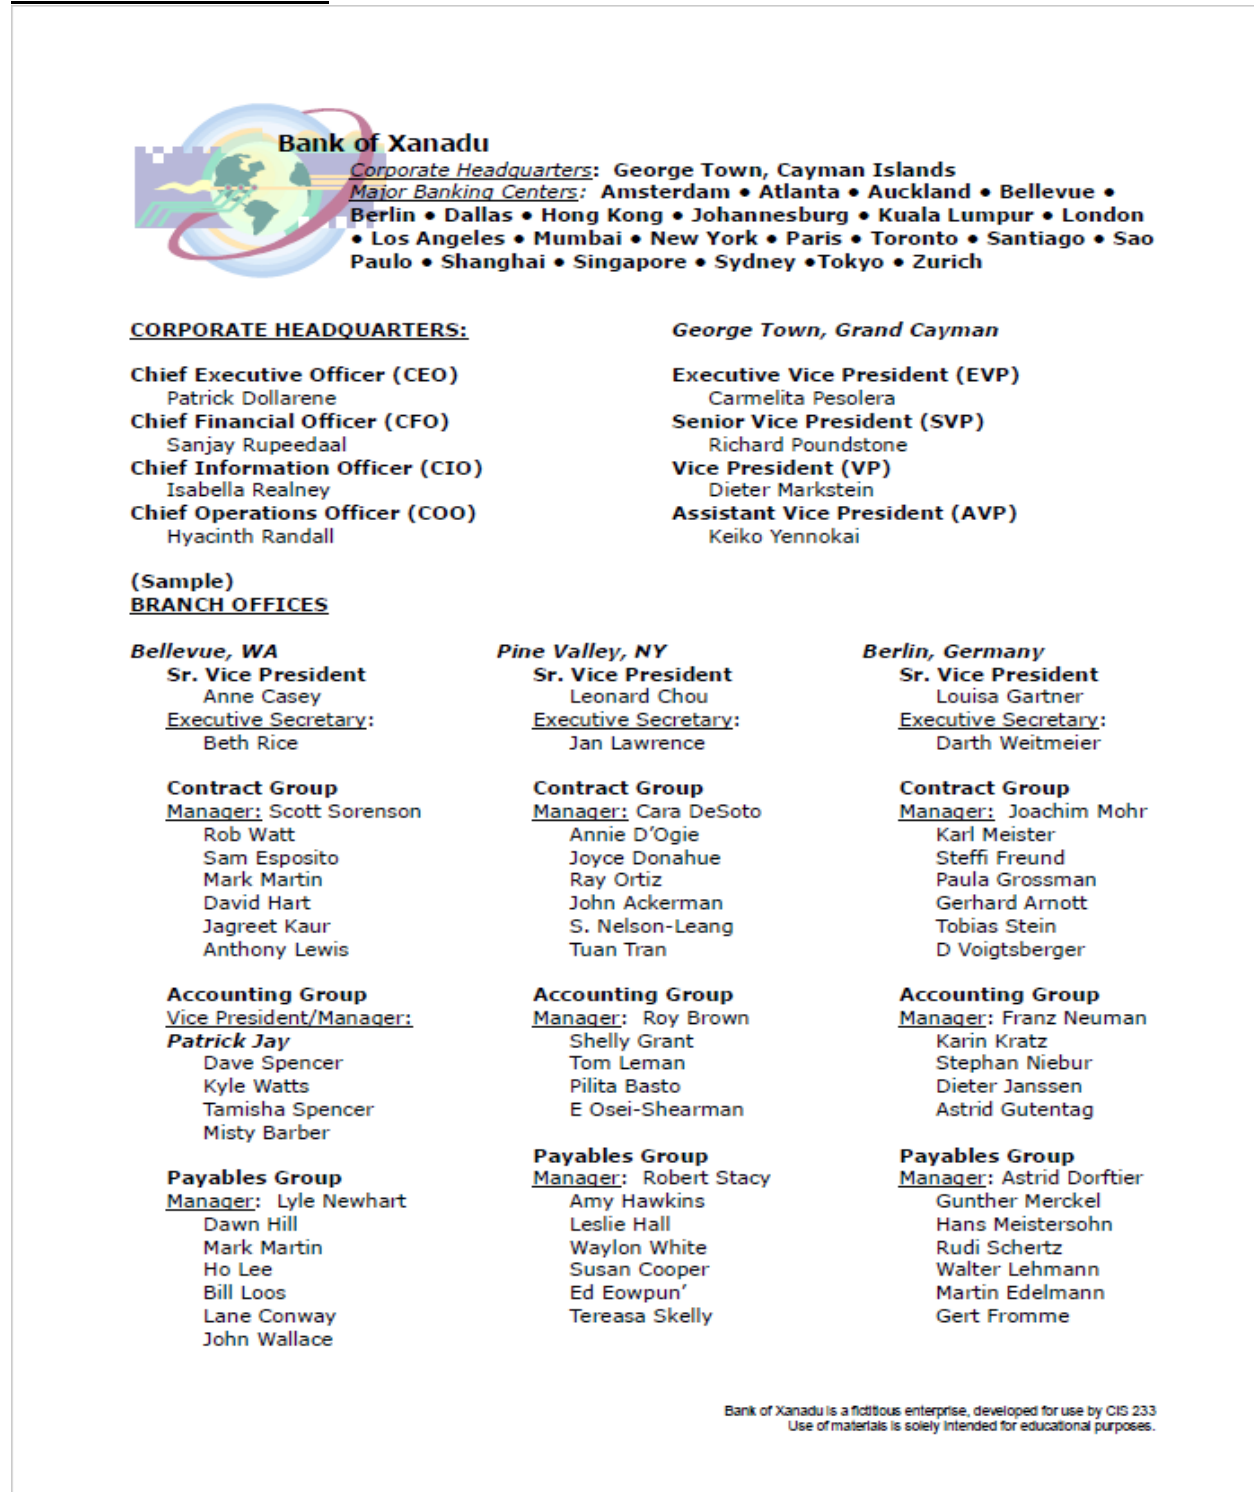 Bank of Xanadu
Corporate Headquarters: George Town, Cayman Islands
Major Banking Centers: Amsterdam ● Atlanta ● Auckland ● Bellevue ●
Berlin ● Dallas ● Hong Kong ● Johannesburg ● Kuala Lumpur ● London
● Los Angeles ● Mumbai ● New York ● Paris ● Toronto ● Santiago ● Sao
Paulo ● Shanghai ● Singapore ● Sydney ●Tokyo ● Zurich
CORPORATE HEADQUARTERS:
George Town, Grand Cayman
Chief Executive Officer (CEO)
Patrick Dollarene
Chief Financial Officer (CFO)
Sanjay Rupeedaal
Chief Information Officer (CIO)
Isabella Realney
Chief Operations Officer (COO)
Hyacinth Randall
Executive Vice President (EVP)
Carmelita Pesolera
Senior Vice President (SVP)
Richard Poundstone
Vice President (VP)
Dieter Markstein
Assistant Vice President (AVP)
Keiko Yennokai
(Sample)
BRANCH OFFICES
Bellevue, WA
Sr. Vice President
Anne Casey
Executive Secretary:
Beth Rice
Contract Group
Manager: Scott Sorenson
Rob Watt
Sam Esposito
Mark Martin
David Hart
Jagreet Kaur
Anthony Lewis
Accounting Group
Vice President/Manager:
Patrick Jay
Dave Spencer
Kyle Watts
Tamisha Spencer
Misty Barber
Payables Group
Manager: Lyle Newhart
Dawn Hill
Mark Martin
Ho Lee
Bill Loos
Lane Conway
John Wallace
Pine Valley, NY
Sr. Vice President
Leonard Chou
Executive Secretary:
Jan Lawrence
Contract Group
Manager: Cara DeSoto
Annie D’Ogie
Joyce Donahue
Ray Ortiz
John Ackerman
S. Nelson-Leang
Tuan Tran
Accounting Group
Manager: Roy Brown
Shelly Grant
Tom Leman
Pilita Basto
E Osei-Shearman
Payables Group
Manager: Robert Stacy
Amy Hawkins
Leslie Hall
Waylon White
Susan Cooper
Ed Eowpun’
Tereasa Skelly
Berlin, Germany
Sr. Vice President
Louisa Gartner
Executive Secretary:
Darth Weitmeier
Contract Group
Manager: Joachim Mohr
Karl Meister
Steffi Freund
Paula Grossman
Gerhard Arnott
Tobias Stein
D Voigtsberger
Accounting Group
Manager: Franz Neuman
Karin Kratz
Stephan Niebur
Dieter Janssen
Astrid Gutentag
Payables Group
Manager: Astrid Dorftier
Gunther Merckel
Hans Meistersohn
Rudi Schertz
Walter Lehmann
Martin Edelmann
Gert Fromme
Bank of Xanadu is a fictitious enterprise, developed for use by CIS 233
Use of materials is solely intended for educational purposes.